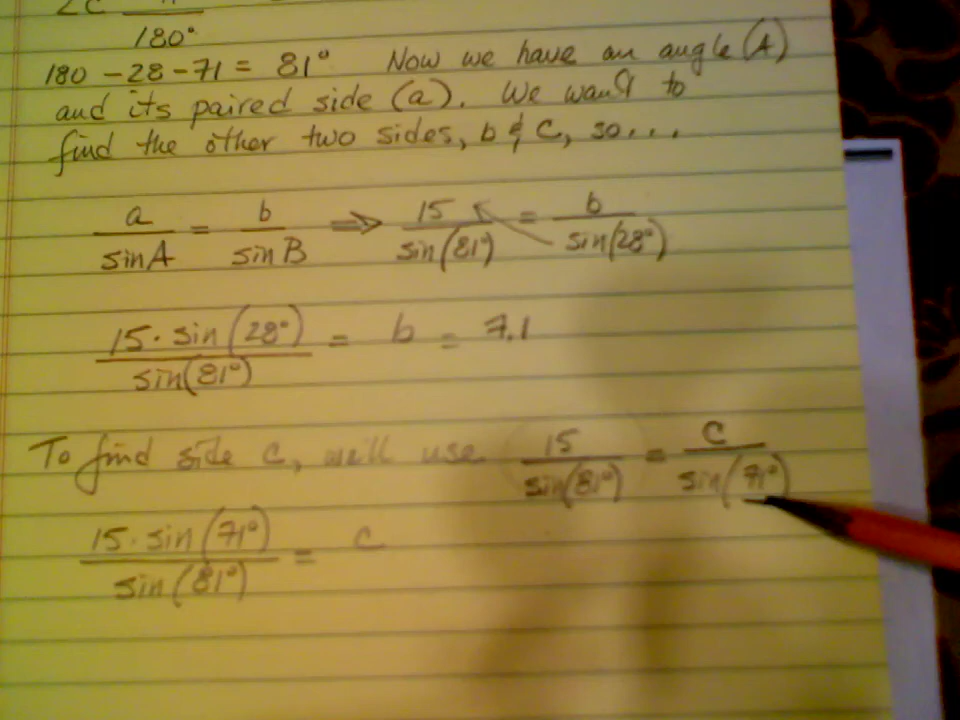 180°
180 - 28 - 71 = 81° Now we have an angle (A)
and its paired side (a). We want to
find the other two sides, b & c, so...
a/sinA = b/sinB ⇒ 15/sin(81°) = b/sin(28°)
15·sin(28°)/sin(81°) = b = 7.1
To find side c, we'll use 15/sin(81°) = c/sin(71°)
15·sin(71°)/sin(81°) = c